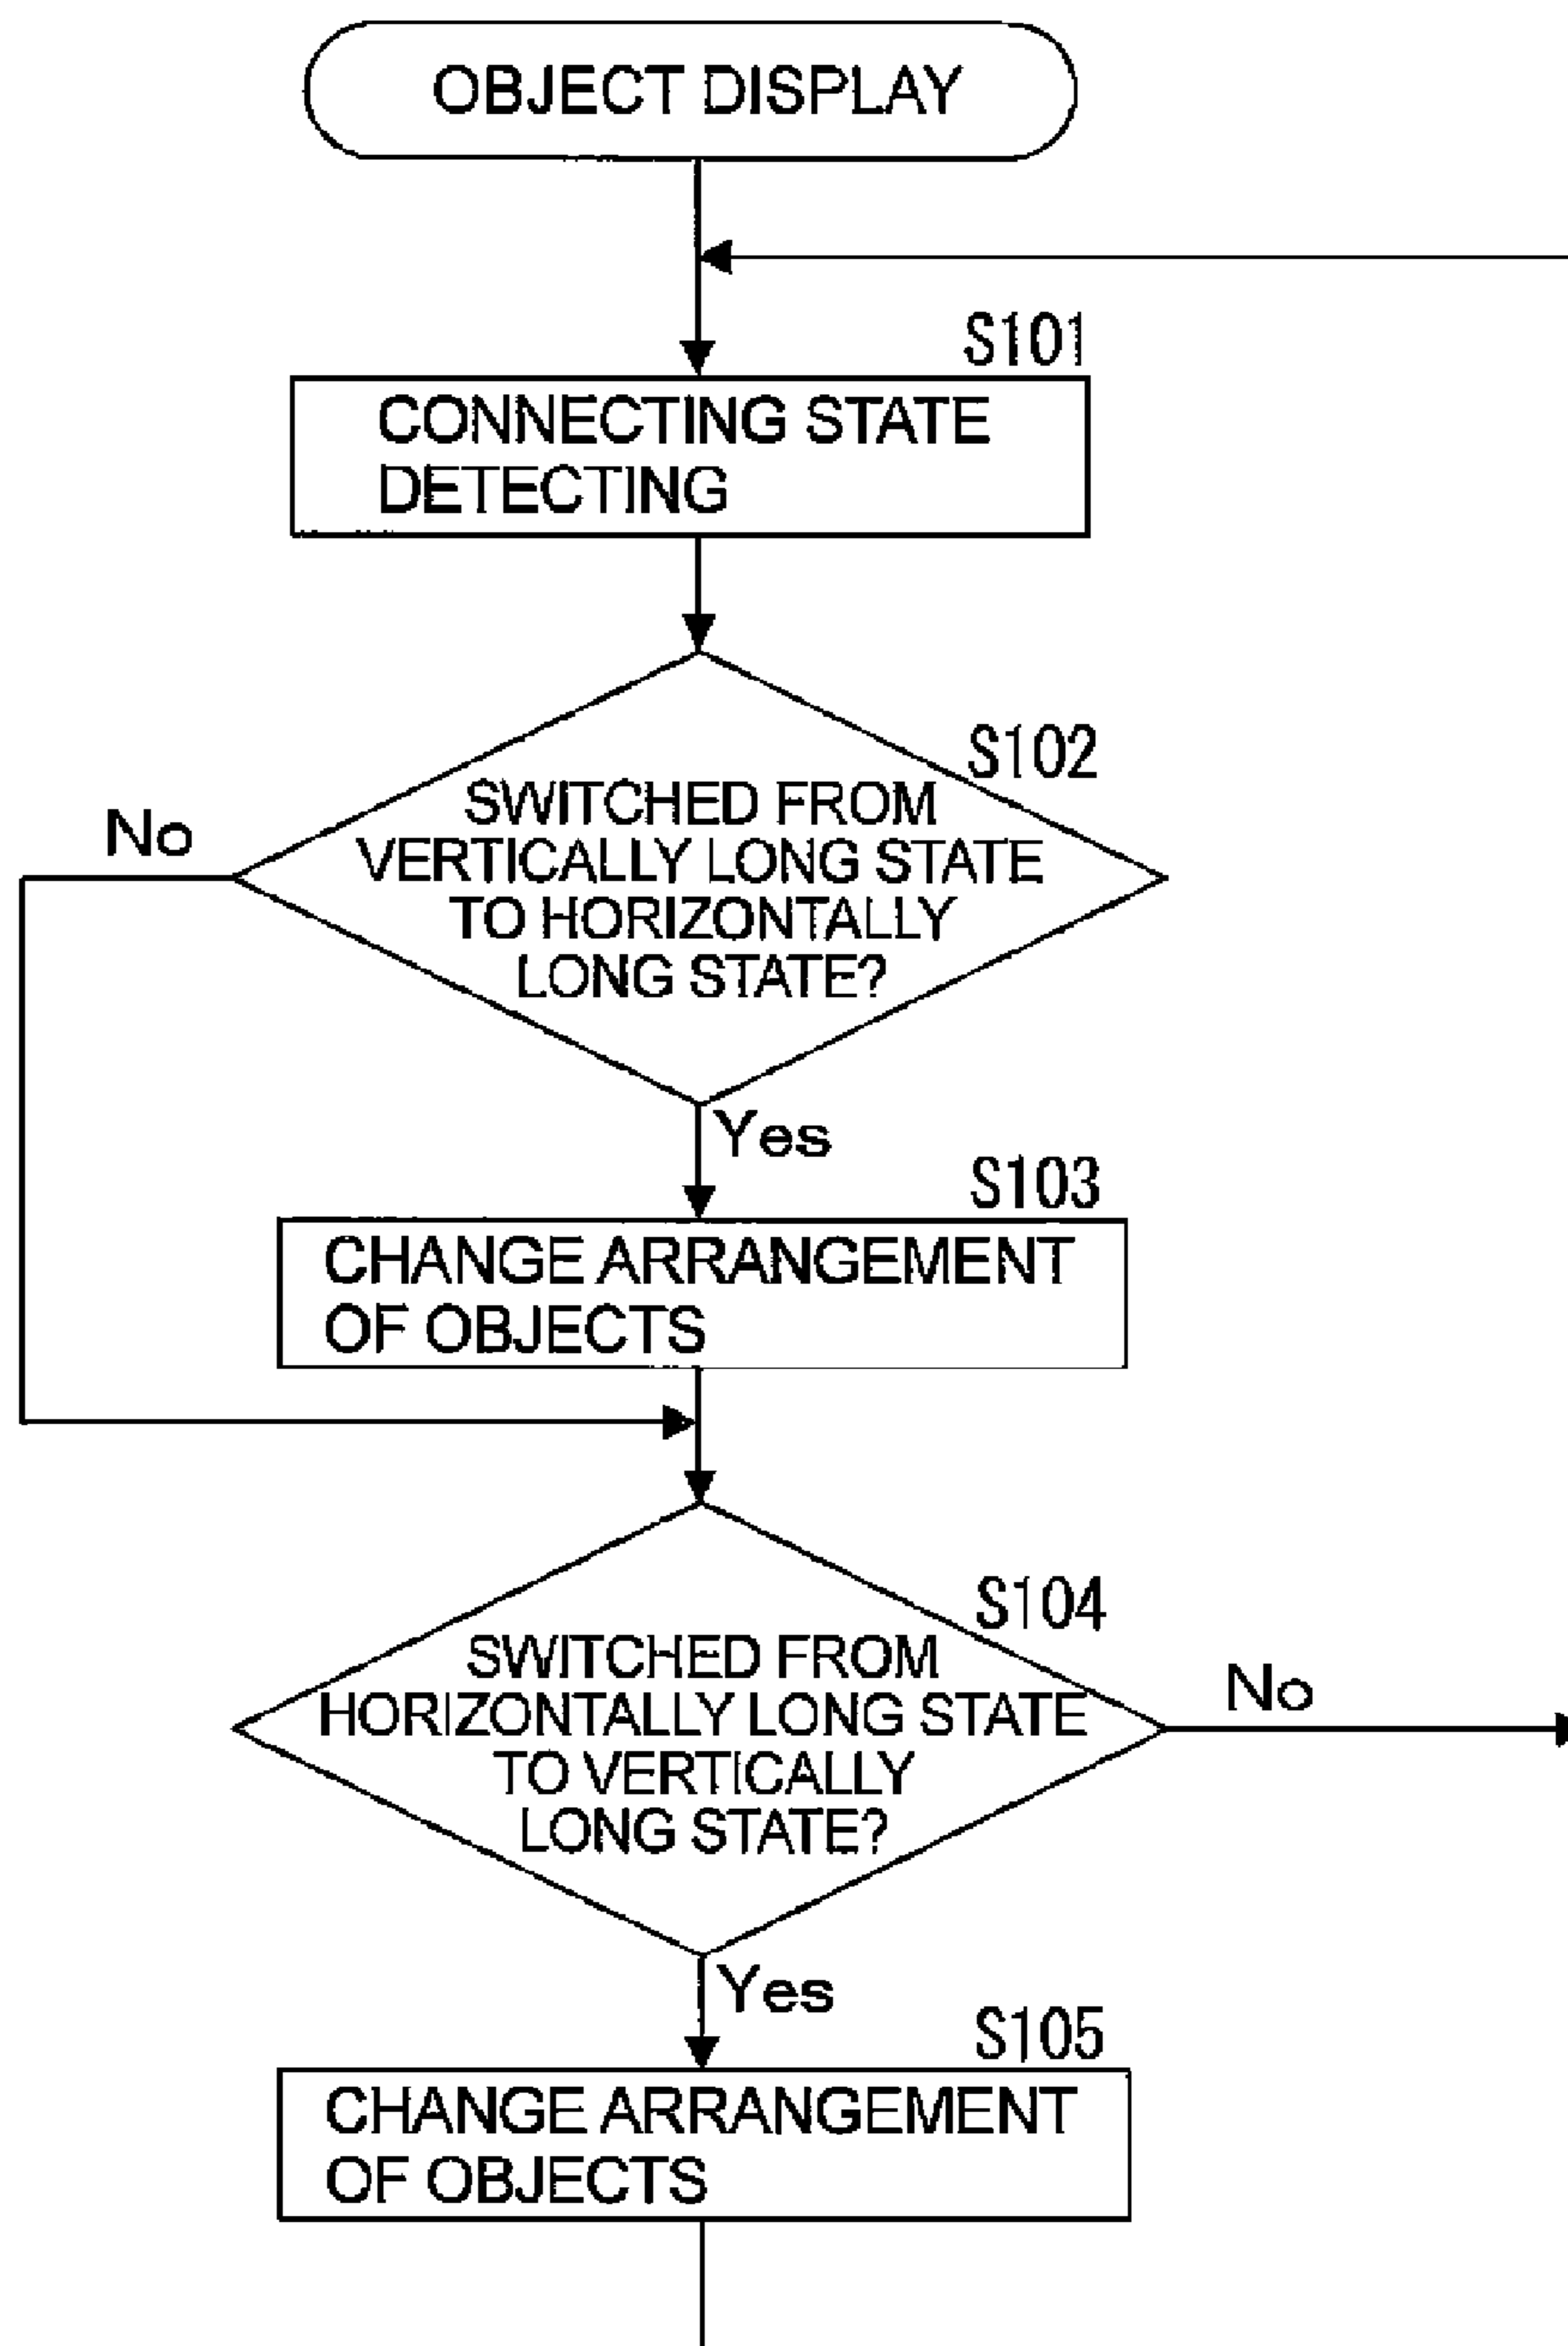 OBJECT DISPLAY
S101
CONNECTING STATE
DETECTING
S102
SWITCHED FROM
VERTICALLY LONG STATE
TO HORIZONTALLY
LONG STATE?
No
Yes
S103
CHANGE ARRANGEMENT
OF OBJECTS
S104
SWITCHED FROM
HORIZONTALLY LONG STATE
TO VERTICALLY
LONG STATE?
No
Yes
S105
CHANGE ARRANGEMENT
OF OBJECTS